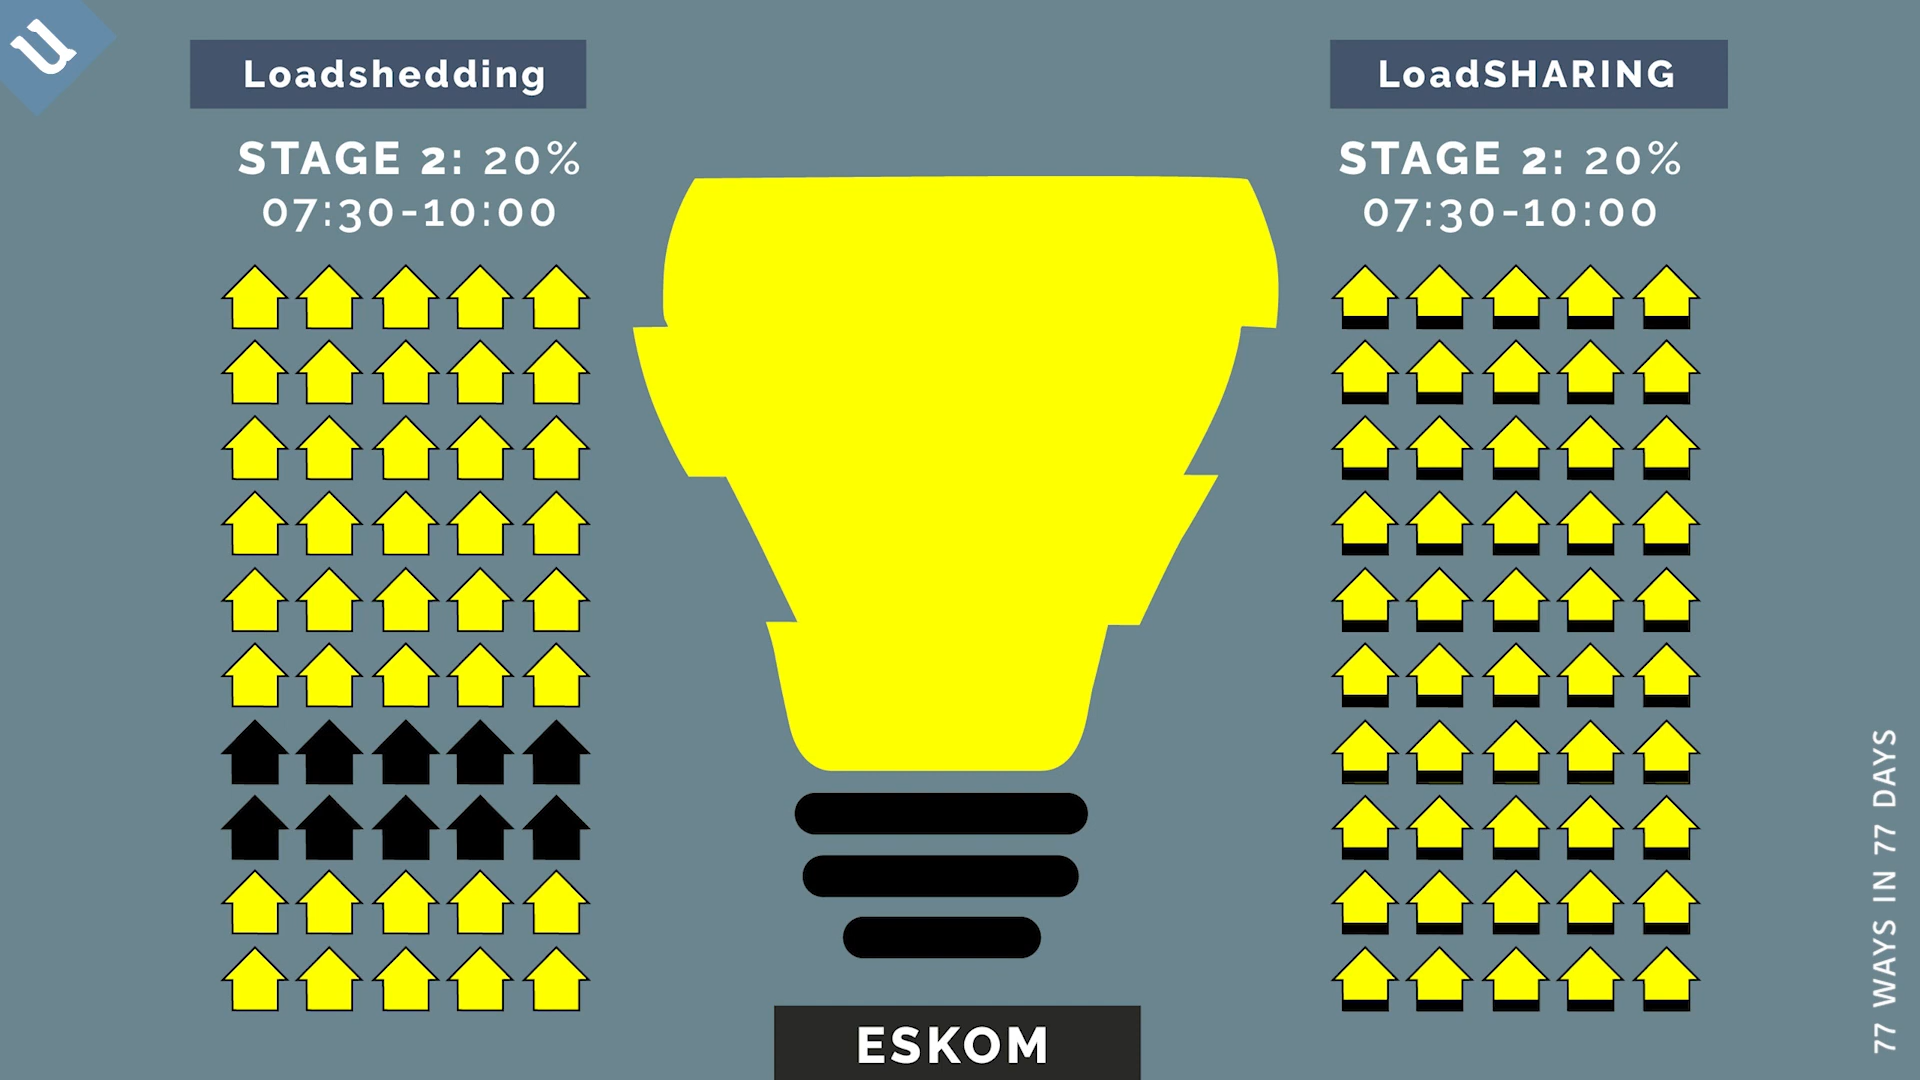 u
Loadshedding
STAGE 2: 20%
07:30-10:00
LoadSHARING
STAGE 2: 20%
07:30-10:00
ESKOM
77 WAYS IN 77 DAYS